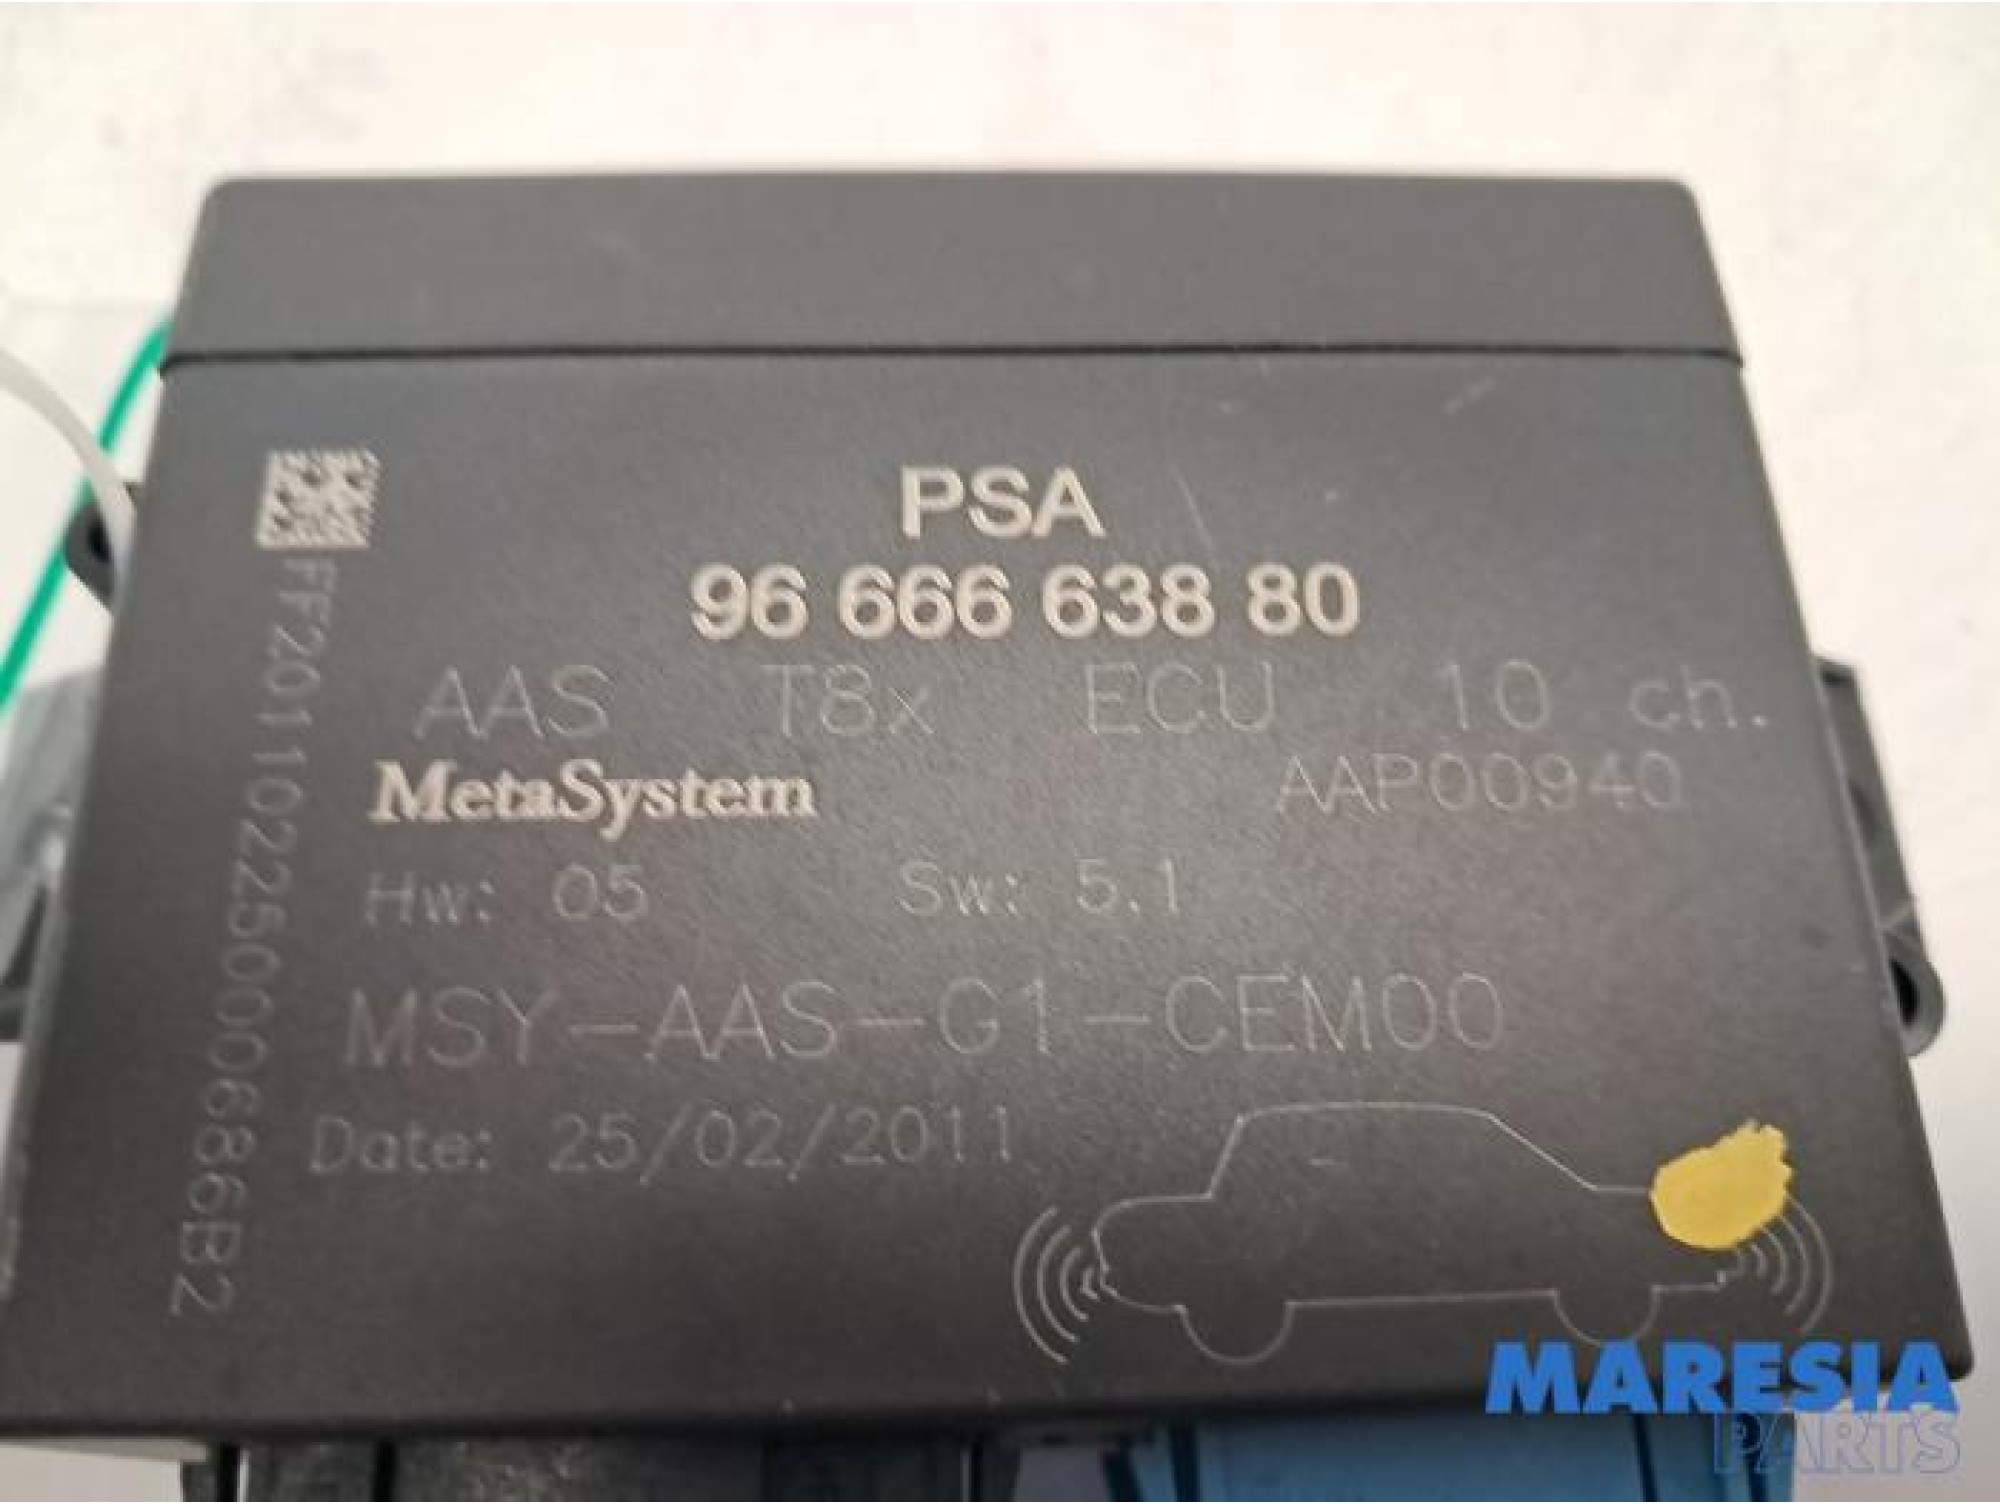 PSA
96 666 638 80
AAS T8x ECU 10 ch.
MetaSystem AAP00940
Hw: 05 Sw: 5.1
MSY-AAS-G1-CEM00
Date: 25/02/2011
FF20110225000686B2
MARESIA
PARTS